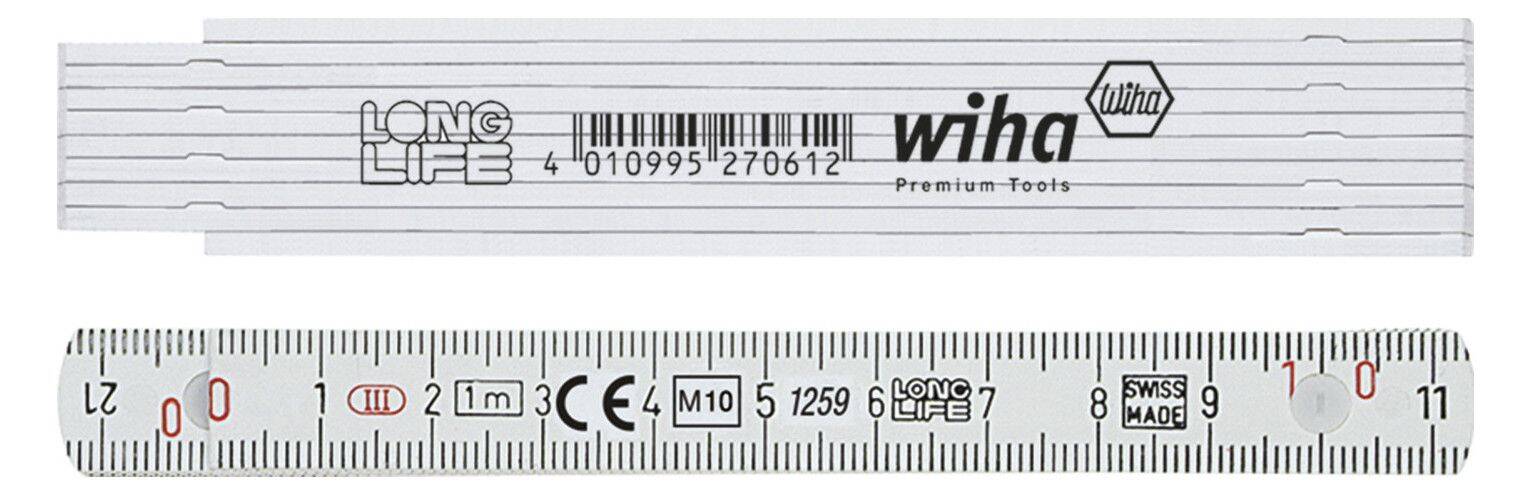 LONG
LIFE
4 010995 270612
wiha
wiha
Premium Tools
21 0 0 1 III 2 1 m 3 CE 4 M10 5 1259 6 LONG LIFE 7 8 SWISS MADE 9 1 0 11